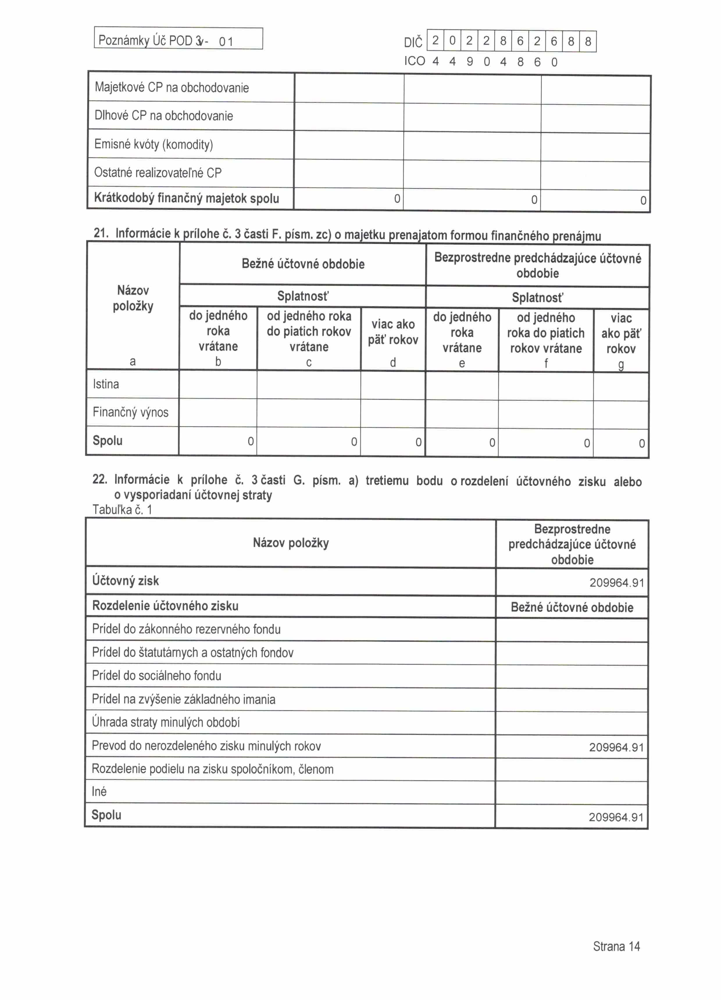 Poznámky Úč POD 3v- 01
DIČ 2 0 2 2 8 6 2 6 8 8
ICO 4 4 9 0 4 8 6 0
Majetkové CP na obchodovanie
Dlhové CP na obchodovanie
Emisné kvóty (komodity)
Ostatné realizovateľné CP
Krátkodobý finančný majetok spolu 0 0 0
21. Informácie k prílohe č. 3 časti F. písm. zc) o majetku prenajatom formou finančného prenájmu
Názov
položky
a
Bežné účtovné obdobie
Bezprostredne predchádzajúce účtovné
obdobie
Splatnosť
Splatnosť
do jedného
roka
vrátane
b
od jedného roka
do piatich rokov
vrátane
c
viac ako
päť rokov
d
do jedného
roka
vrátane
e
od jedného
roka do piatich
rokov vrátane
f
viac
ako päť
rokov
g
Istina
Finančný výnos
Spolu 0 0 0 0 0 0
22. Informácie k prílohe č. 3 časti G. písm. a) tretiemu bodu o rozdelení účtovného zisku alebo
o vysporiadaní účtovnej straty
Tabuľka č. 1
Názov položky
Bezprostredne
predchádzajúce účtovné
obdobie
Účtovný zisk 209964.91
Rozdelenie účtovného zisku Bežné účtovné obdobie
Prídel do zákonného rezervného fondu
Prídel do štatutárnych a ostatných fondov
Prídel do sociálneho fondu
Prídel na zvýšenie základného imania
Úhrada straty minulých období
Prevod do nerozdeleného zisku minulých rokov 209964.91
Rozdelenie podielu na zisku spoločníkom, členom
Iné
Spolu 209964.91
Strana 14